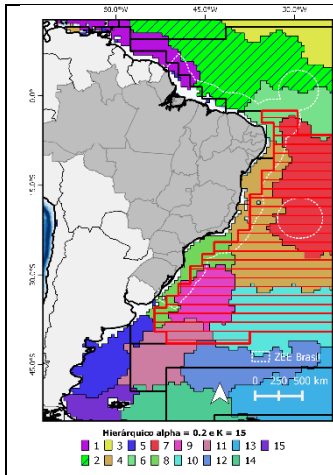 60.0°W 45.0°W 30.0°W
0.0°
15.0°S
30.0°S
45.0°S
ZEE Brasil
0 250 500 km
Hierárquico alpha = 0.2 e K = 15
1 3 5 7 9 11 13 15
2 4 6 8 10 12 14